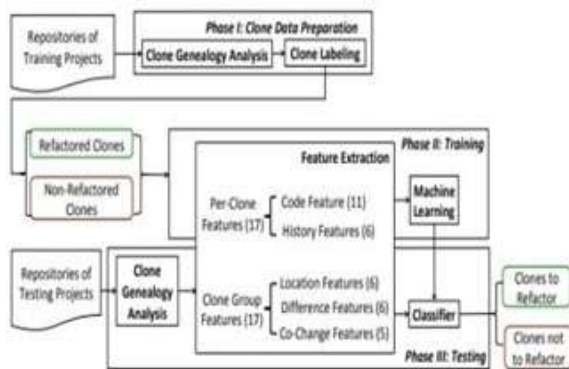 Phase I: Clone Data Preparation
Repositories of
Training Projects
Clone Genealogy Analysis
Clone Labeling
Refactored Clones
Non-Refactored
Clones
Phase II: Training
Feature Extraction
Per-Clone
Features (17)
Code Feature (11)
History Features (6)
Machine
Learning
Repositories of
Testing Projects
Clone
Genealogy
Analysis
Clone Group
Features (17)
Location Features (6)
Difference Features (6)
Co-Change Features (5)
Classifier
Clones to
Refactor
Clones not
to Refactor
Phase III: Testing